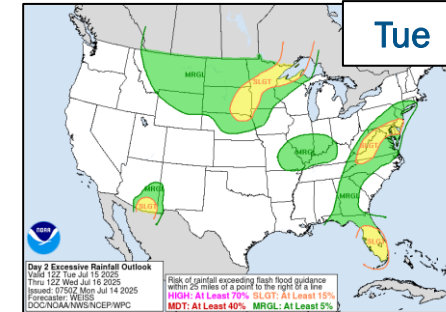 Tue
MRGL
SLGT
MRGL
SLGT
MRGL
SLGT
MRGL
SLGT
NOAA
Day 2 Excessive Rainfall Outlook
Valid 12Z Tue Jul 15 2025
Thru 12Z Wed Jul 16 2025
Issued: 0750Z Mon Jul 14 2025
Forecaster: WEISS
DOC/NOAA/NWS/NCEP/WPC
Risk of rainfall exceeding flash flood guidance
within 25 miles of a point to the right of a line
HIGH: At Least 70% SLGT: At Least 15%
MDT: At Least 40% MRGL: At Least 5%